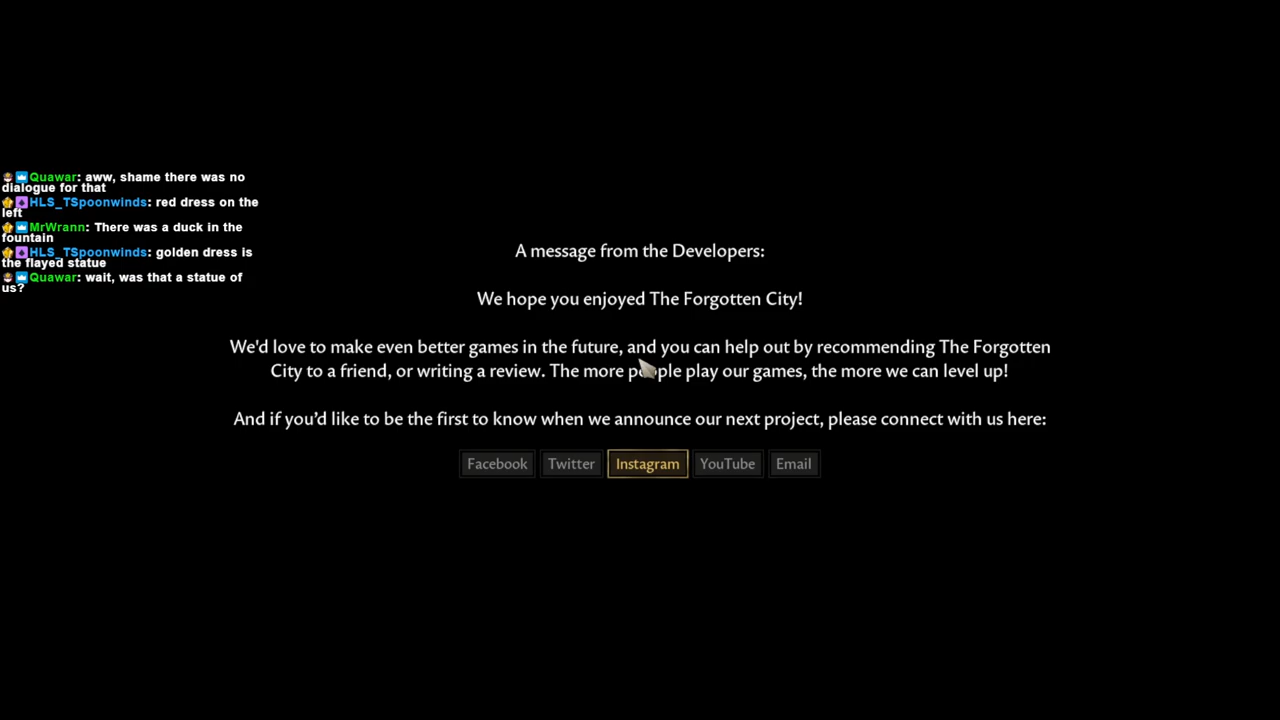 Quawar: aww, shame there was no
dialogue for that
HLS_TSpoonwinds: red dress on the
left
MrWrann: There was a duck in the
fountain
HLS_TSpoonwinds: golden dress is
the flayed statue
Quawar: wait, was that a statue of
us?
A message from the Developers:
We hope you enjoyed The Forgotten City!
We'd love to make even better games in the future, and you can help out by recommending The Forgotten
City to a friend, or writing a review. The more people play our games, the more we can level up!
And if you’d like to be the first to know when we announce our next project, please connect with us here:
Facebook Twitter Instagram YouTube Email